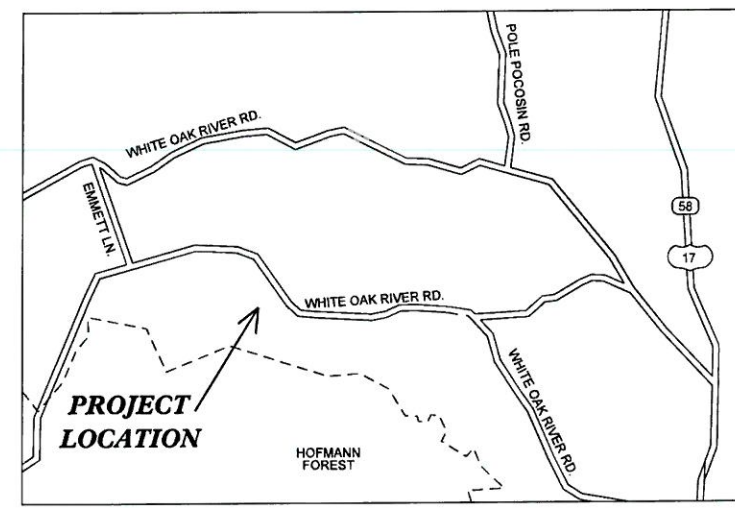 POLE POCOSIN RD.
WHITE OAK RIVER RD.
EMMETT LN.
58
17
WHITE OAK RIVER RD.
WHITE OAK RIVER RD.
PROJECT
LOCATION
HOFMANN
FOREST